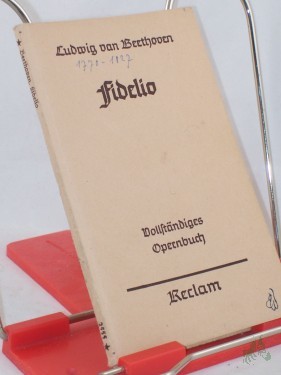 Ludwig van Beethoven
1770 - 1827
Fidelio
Vollständiges
Opernbuch
Reclam